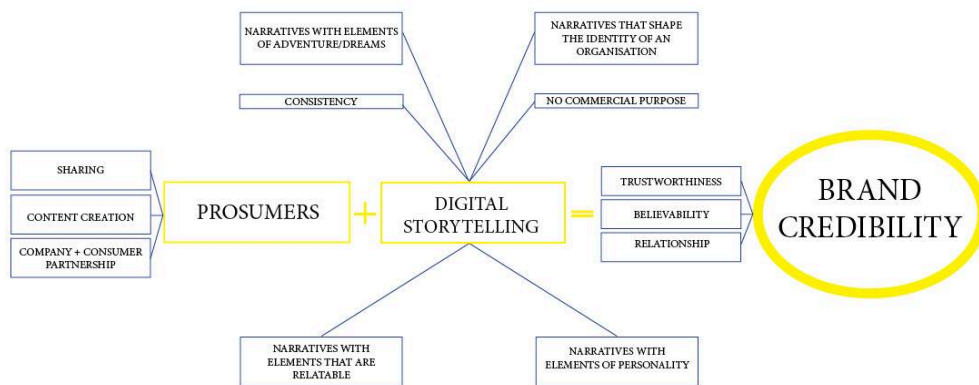 NARRATIVES WITH ELEMENTS
OF ADVENTURE/DREAMS
NARRATIVES THAT SHAPE
THE IDENTITY OF AN
ORGANISATION
CONSISTENCY
NO COMMERCIAL PURPOSE
SHARING
CONTENT CREATION
COMPANY + CONSUMER
PARTNERSHIP
PROSUMERS
+
DIGITAL
STORYTELLING
=
TRUSTWORTHINESS
BELIEVABILITY
RELATIONSHIP
BRAND
CREDIBILITY
NARRATIVES WITH
ELEMENTS THAT ARE
RELATABLE
NARRATIVES WITH
ELEMENTS OF PERSONALITY